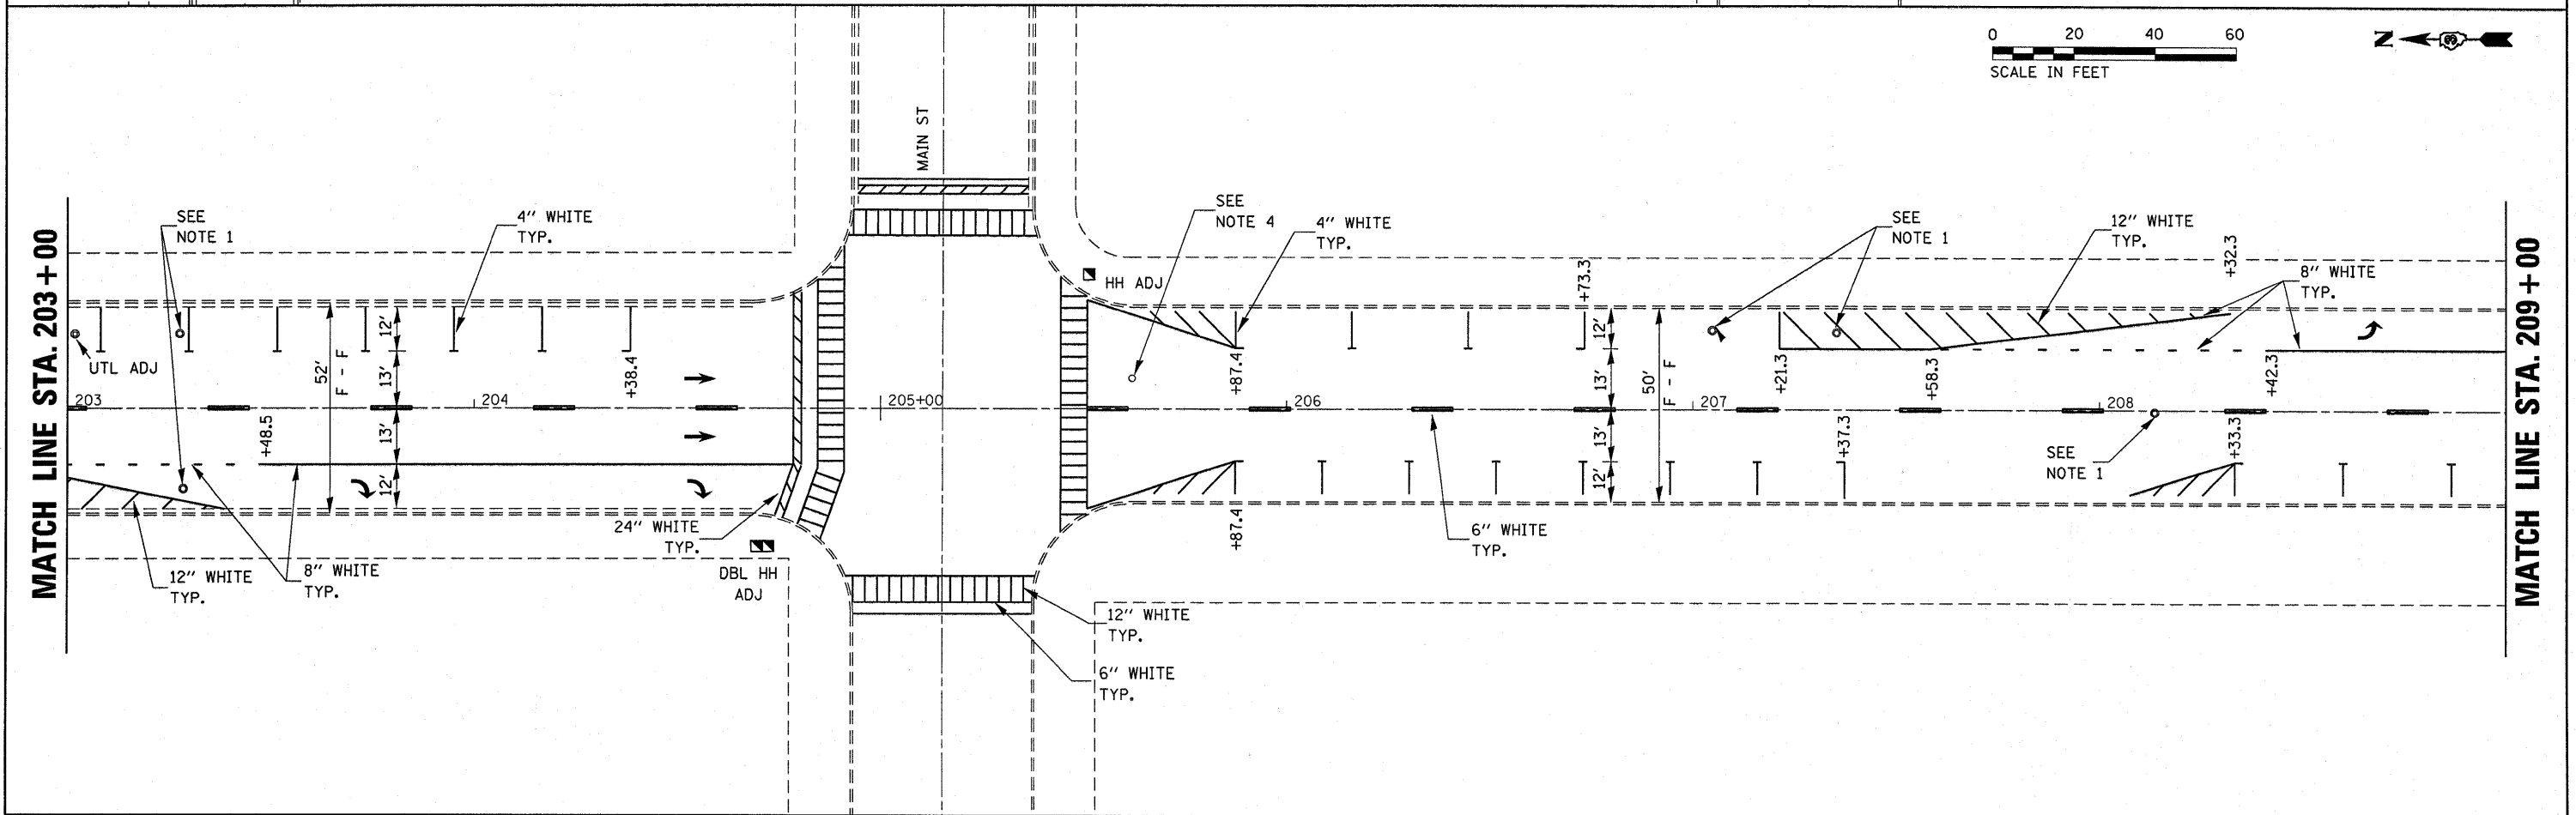 0 20 40 60
SCALE IN FEET
N
MAIN ST
MATCH LINE STA. 203+00
SEE
NOTE 1
4" WHITE
TYP.
UTL ADJ
12'
13'
52'
F - F
+38.4
203
204
205+00
+48.5
13'
12'
24" WHITE
TYP.
12" WHITE
TYP.
8" WHITE
TYP.
DBL HH
ADJ
SEE
NOTE 4
4" WHITE
TYP.
HH ADJ
+87.4
+73.3
12'
13'
50'
F - F
206
207
208
13'
12'
+87.4
6" WHITE
TYP.
12" WHITE
TYP.
6" WHITE
TYP.
SEE
NOTE 1
12" WHITE
TYP.
+32.3
8" WHITE
TYP.
+21.3
+58.3
+42.3
+37.3
SEE
NOTE 1
+33.3
MATCH LINE STA. 209+00